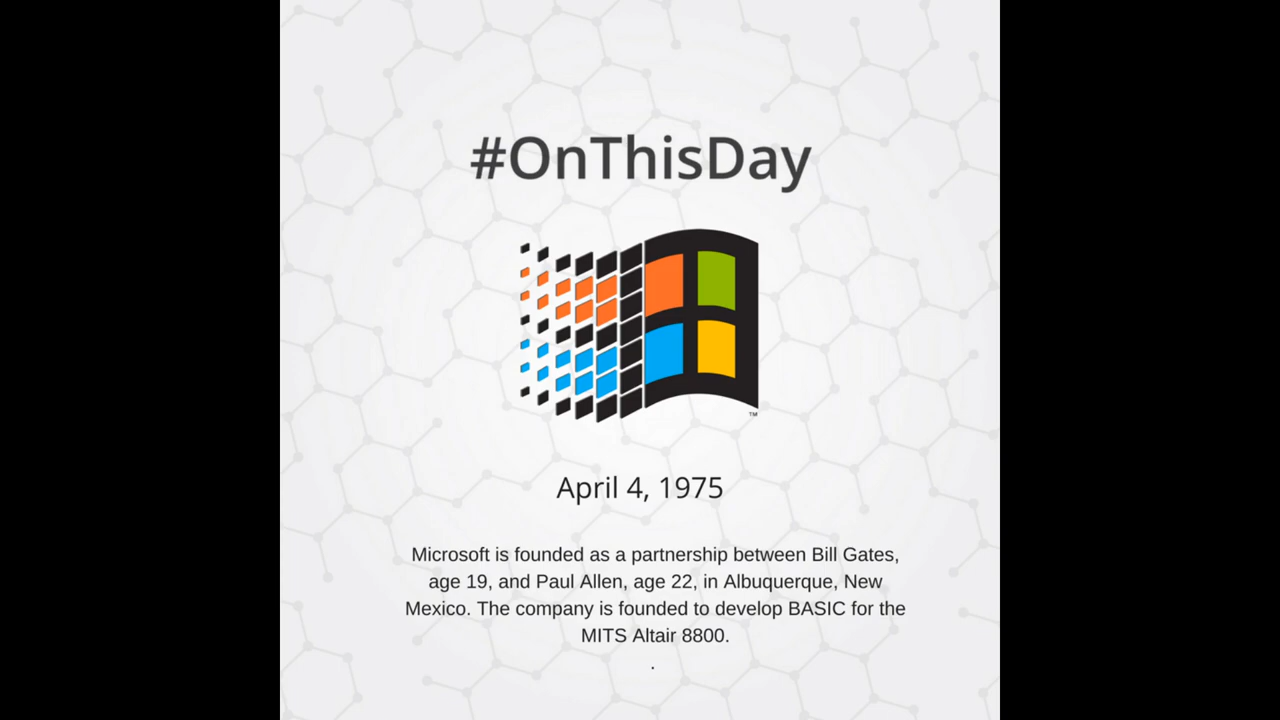 #OnThisDay
™
April 4, 1975
Microsoft is founded as a partnership between Bill Gates,
age 19, and Paul Allen, age 22, in Albuquerque, New
Mexico. The company is founded to develop BASIC for the
MITS Altair 8800.
.